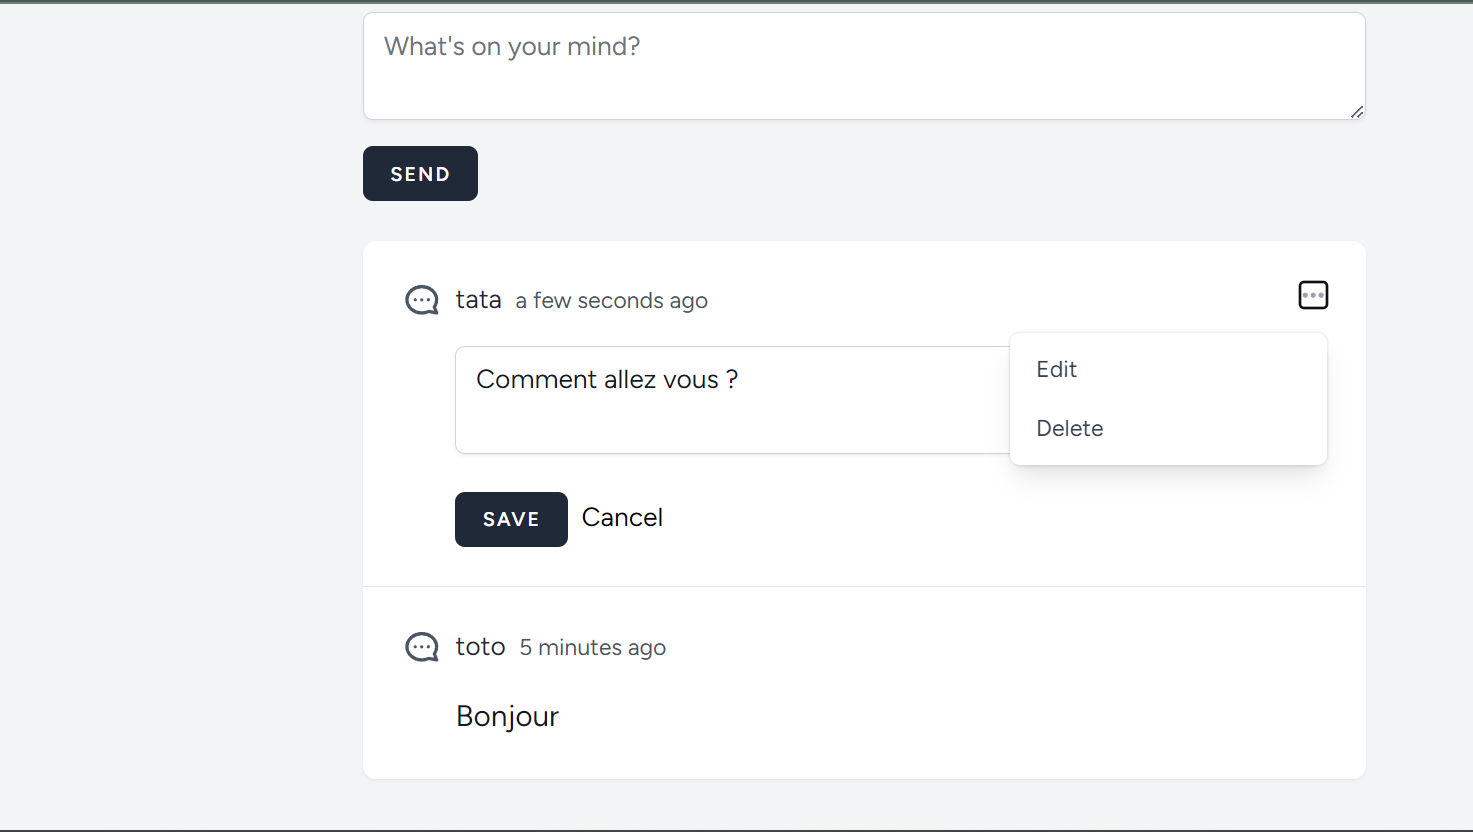 What's on your mind?
SEND
tata a few seconds ago
Comment allez vous ?
Edit
Delete
SAVE Cancel
toto 5 minutes ago
Bonjour